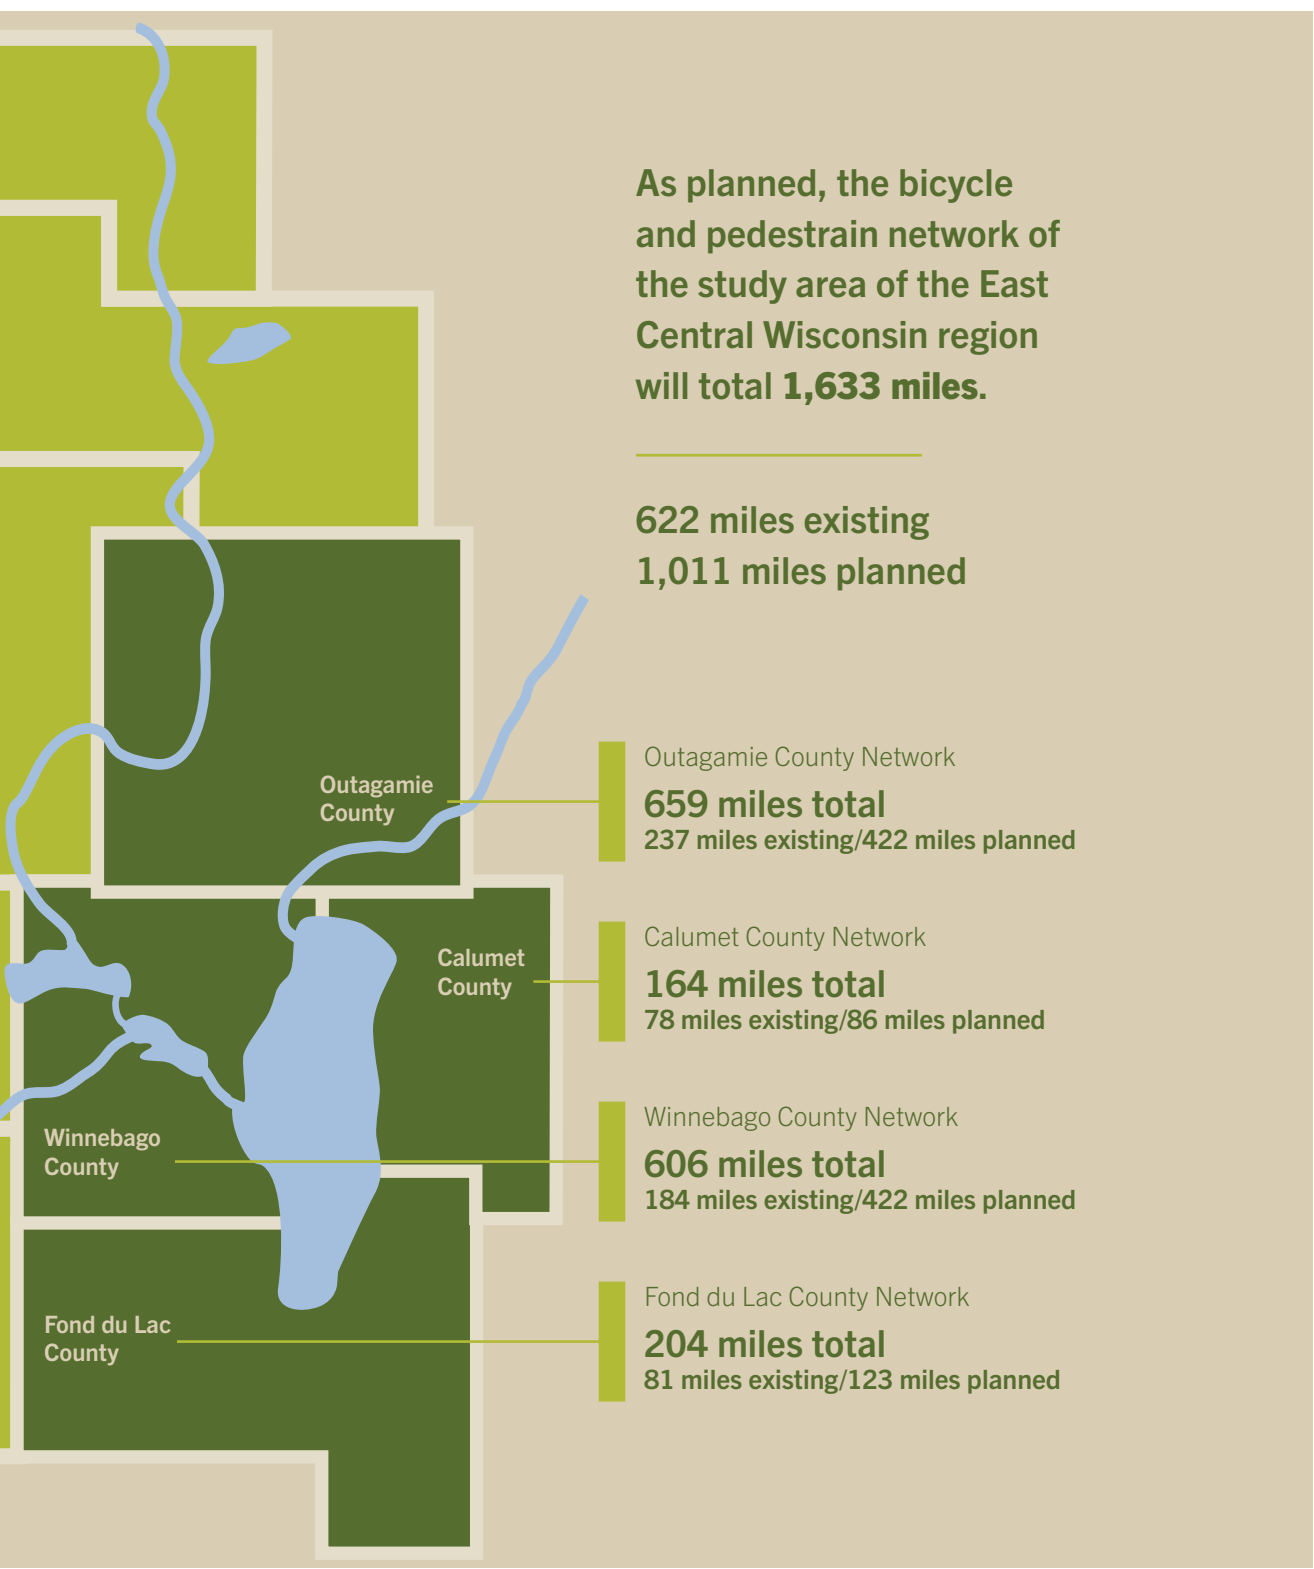 As planned, the bicycle
and pedestrain network of
the study area of the East
Central Wisconsin region
will total 1,633 miles.
622 miles existing
1,011 miles planned
Outagamie
County
Outagamie County Network
659 miles total
237 miles existing/422 miles planned
Calumet
County
Calumet County Network
164 miles total
78 miles existing/86 miles planned
Winnebago
County
Winnebago County Network
606 miles total
184 miles existing/422 miles planned
Fond du Lac
County
Fond du Lac County Network
204 miles total
81 miles existing/123 miles planned